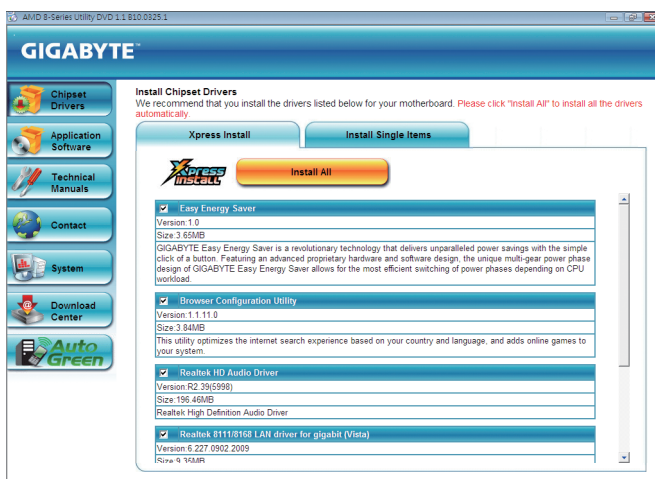 AMD 8-Series Utility DVD 1.1 B10.0325.1
GIGABYTE™
Chipset
Drivers
Application
Software
Technical
Manuals
Contact
System
Download
Center
Auto
Green
Install Chipset Drivers
We recommend that you install the drivers listed below for your motherboard. Please click "Install All" to install all the drivers
automatically.
Xpress Install
Install Single Items
Xpress
INSTALL
Install All
Easy Energy Saver
Version:1.0
Size:3.65MB
GIGABYTE Easy Energy Saver is a revolutionary technology that delivers unparalleled power savings with the simple
click of a button. Featuring an advanced proprietary hardware and software design, the unique multi-gear power phase
design of GIGABYTE Easy Energy Saver allows for the most efficient switching of power phases depending on CPU
workload.
Browser Configuration Utility
Version:1.1.11.0
Size:3.84MB
This utility optimizes the internet search experience based on your country and language, and adds online games to
your system.
Realtek HD Audio Driver
Version:R2.39(5998)
Size:196.46MB
Realtek High Definition Audio Driver
Realtek 8111/8168 LAN driver for gigabit (Vista)
Version:6.227.0902.2009
Size:9.35MB